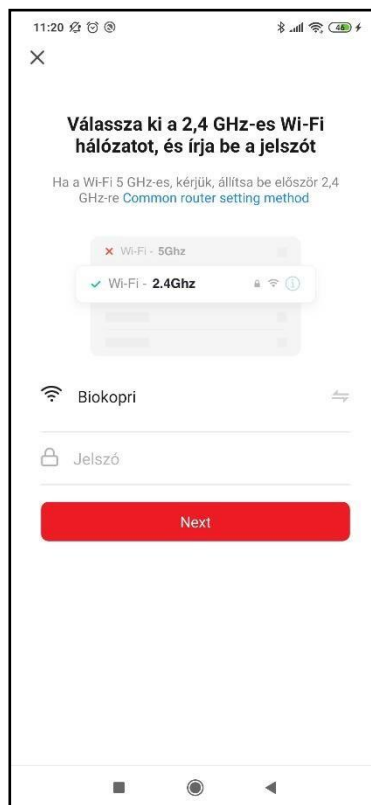 11:20 46
Válassza ki a 2,4 GHz-es Wi-Fi
hálózatot, és írja be a jelszót
Ha a Wi-Fi 5 GHz-es, kérjük, állítsa be először 2,4
GHz-re Common router setting method
Wi-Fi - 5Ghz
Wi-Fi - 2.4Ghz
Biokopri
Jelszó
Next